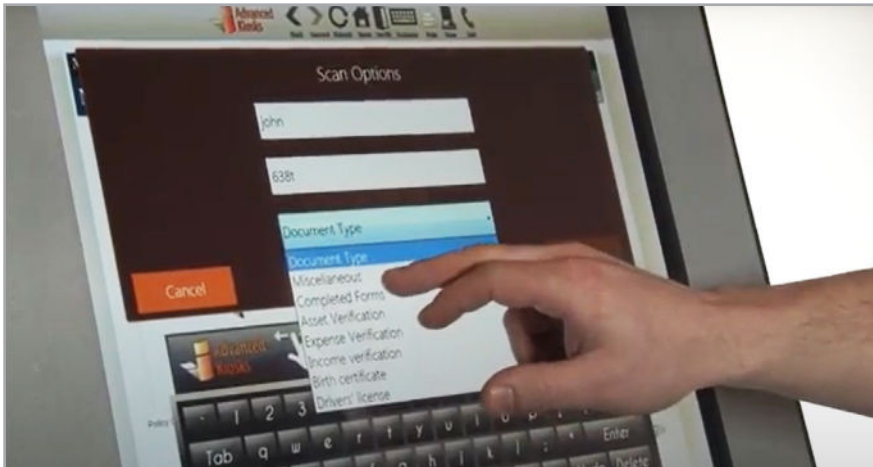 Advanced
Kiosks
Scan Options
john
638t
Document Type
Document Type
Miscellaneous
Completed Forms
Asset Verification
Expense Verification
Income verification
Birth certificate
Drivers' license
Cancel
Advanced
Kiosks
1 2 3
Tab q w e r t y u i
Enter
Delete